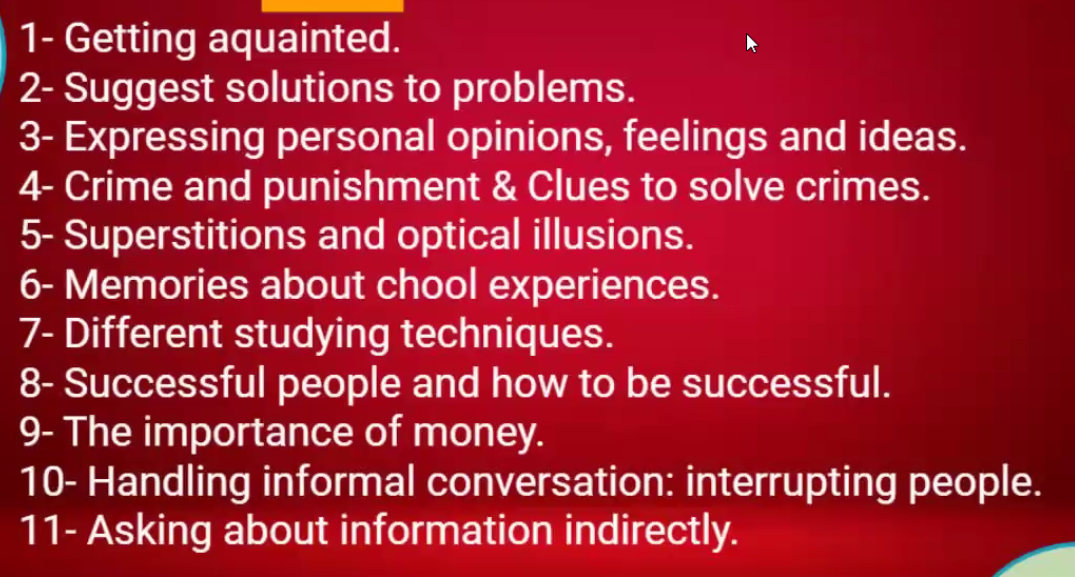 1- Getting aquainted.
2- Suggest solutions to problems.
3- Expressing personal opinions, feelings and ideas.
4- Crime and punishment & Clues to solve crimes.
5- Superstitions and optical illusions.
6- Memories about chool experiences.
7- Different studying techniques.
8- Successful people and how to be successful.
9- The importance of money.
10- Handling informal conversation: interrupting people.
11- Asking about information indirectly.